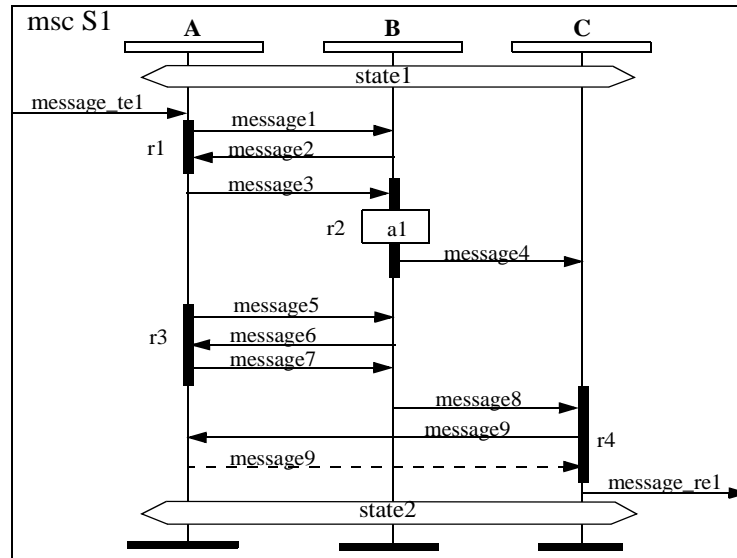 msc S1
A
B
C
state1
message_te1
message1
r1
message2
message3
r2
a1
message4
message5
r3
message6
message7
message8
message9
r4
message9
message_re1
state2